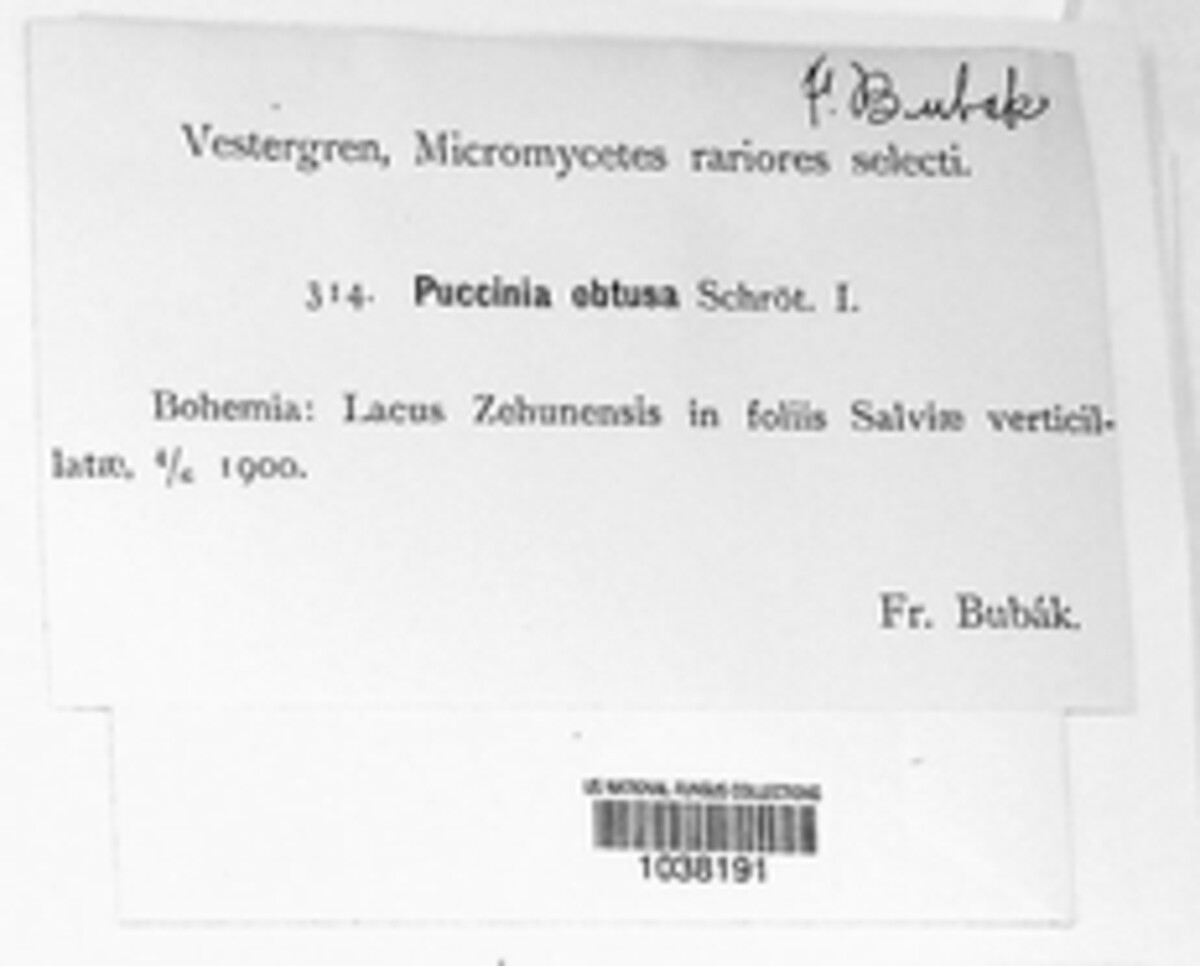 F. Bubák
Vestergren, Micromycetes rariores selecti.
314. Puccinia obtusa Schröt. I.
Bohemia: Lacus Zehunensis in foliis Salviæ verticil-
latæ. 4/6 1900.
Fr. Bubák.
US NATIONAL FUNGUS COLLECTIONS
1038191